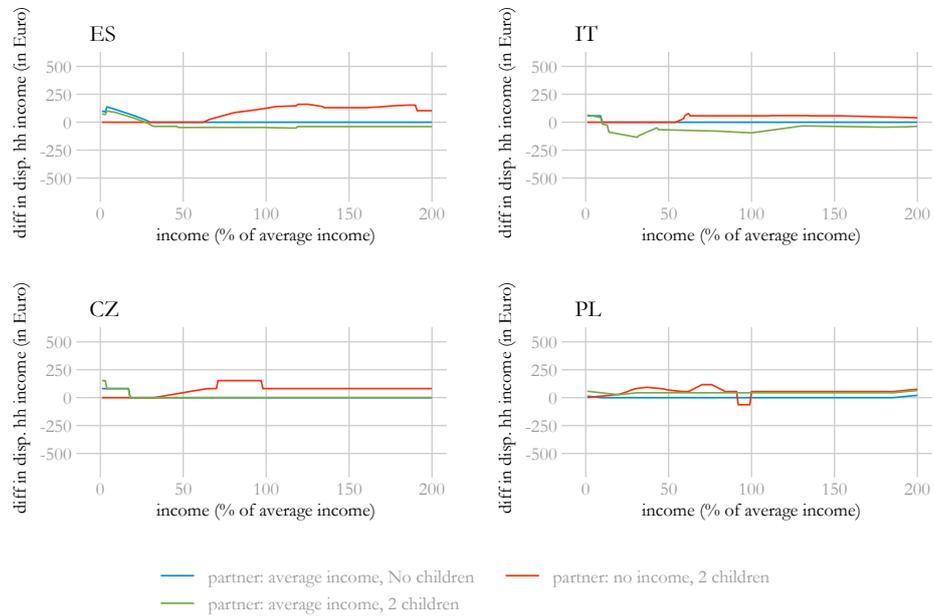 ES
diff in disp. hh income (in Euro)
500
250
0
-250
-500
0 50 100 150 200
income (% of average income)
IT
diff in disp. hh income (in Euro)
500
250
0
-250
-500
0 50 100 150 200
income (% of average income)
CZ
diff in disp. hh income (in Euro)
500
250
0
-250
-500
0 50 100 150 200
income (% of average income)
PL
diff in disp. hh income (in Euro)
500
250
0
-250
-500
0 50 100 150 200
income (% of average income)
partner: average income, No children
partner: no income, 2 children
partner: average income, 2 children